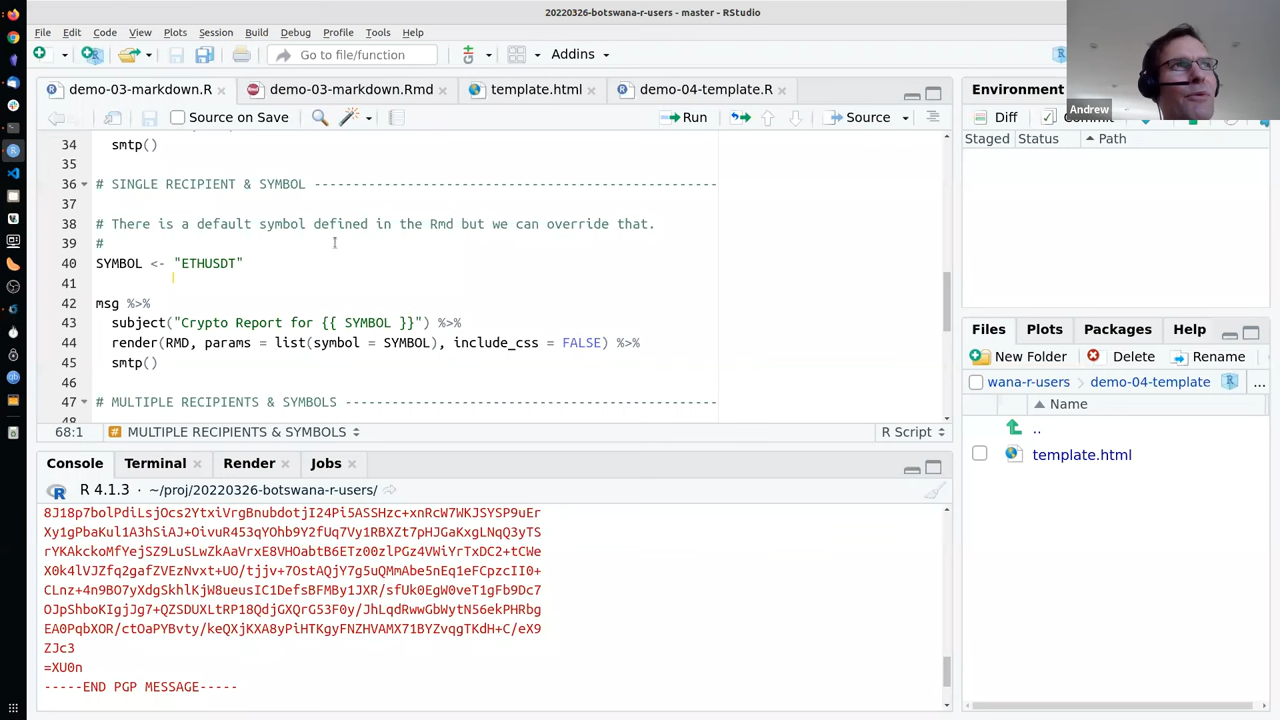 20220326-botswana-r-users - master - RStudio
File Edit Code View Plots Session Build Debug Profile Tools Help
Go to file/function Addins
demo-03-markdown.R demo-03-markdown.Rmd template.html demo-04-template.R
Source on Save Run Source
34 smtp()
35
36 # SINGLE RECIPIENT & SYMBOL ----------------------------------------------------
37
38 # There is a default symbol defined in the Rmd but we can override that.
39 #
40 SYMBOL <- "ETHUSDT"
41
42 msg %>%
43 subject("Crypto Report for {{ SYMBOL }}") %>%
44 render(RMD, params = list(symbol = SYMBOL), include_css = FALSE) %>%
45 smtp()
46
47 # MULTIPLE RECIPIENTS & SYMBOLS ------------------------------------------------
48
68:1 MULTIPLE RECIPIENTS & SYMBOLS R Script
Console Terminal Render Jobs
R 4.1.3 · ~/proj/20220326-botswana-r-users/
8J18p7bolPdiLsjOcs2YtxiVrgBnubdotjI24Pi5ASSHzc+xnRcW7WKJSYSP9uEr
Xy1gPbaKul1A3hSiAJ+OivuR453qYOhb9Y2fUq7Vy1RBXZt7pHJGaKxgLNqQ3yTS
rYKAkckoMfYejSZ9LuSLwZkAaVrxE8VHOabtB6ETz00zlPGz4VWiYrTxDC2+tCWe
X0k4lVJZfq2gafZVEzNvxt+UO/tjjv+7OstAQjY7g5uQMmAbe5nEq1eFCpzcII0+
CLnz+4n9BO7yXdgSkhlKjW8ueusIC1DefsBFMBy1JXR/sfUk0EgW0veT1gFb9Dc7
OJpShboKIgjJg7+QZSDUXLtRP18QdjGXQrG53F0y/JhLqdRwwGbWytN56ekPHRbg
EA0PqbXOR/ctOaPYBvty/keQXjKXA8yPiHTKgyFNZHVAMX71BYZvqgTKdH+C/eX9
ZJc3
=XU0n
-----END PGP MESSAGE-----
Environment
Diff Commit
Staged Status Path
Andrew
Files Plots Packages Help
New Folder Delete Rename
wana-r-users demo-04-template ...
Name
..
template.html